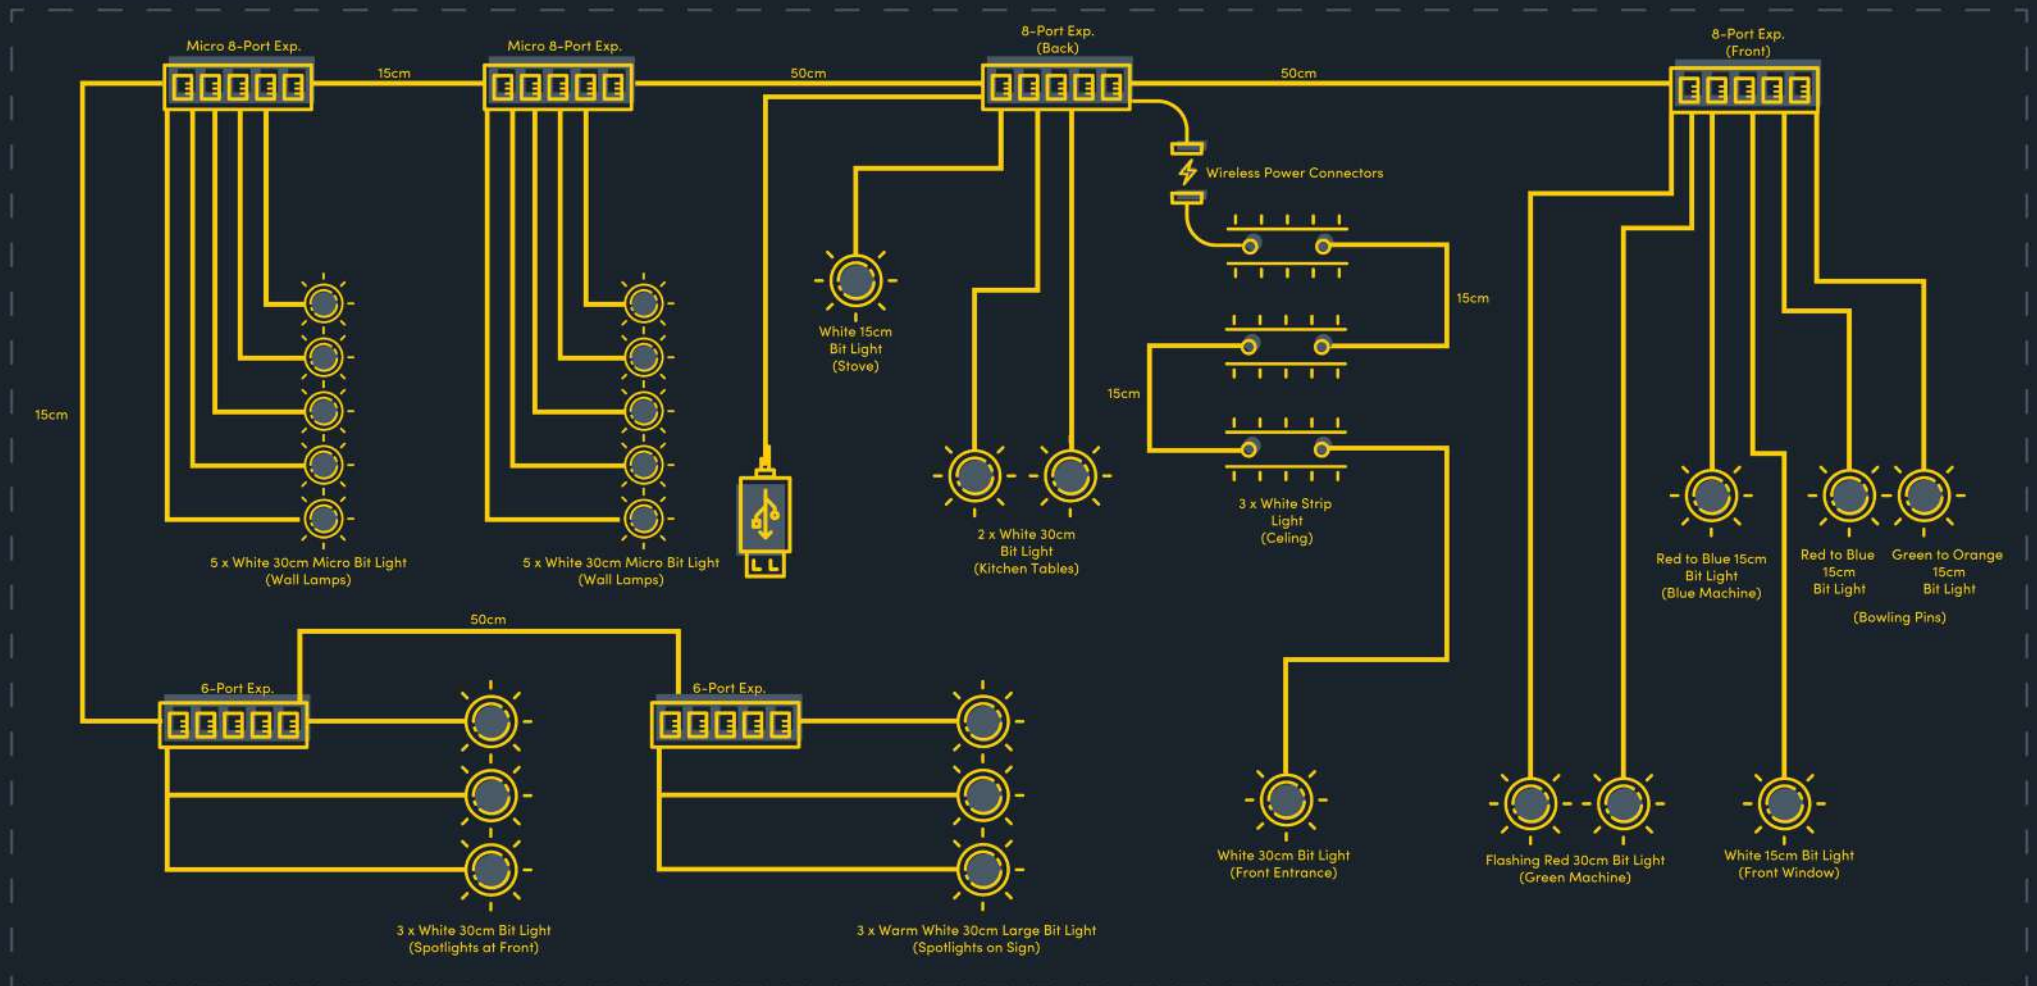 Micro 8-Port Exp.
Micro 8-Port Exp.
8-Port Exp.
(Back)
8-Port Exp.
(Front)
15cm
50cm
50cm
Wireless Power Connectors
15cm
White 15cm
Bit Light
(Stove)
15cm
15cm
3 x White Strip
Light
(Celing)
2 x White 30cm
Bit Light
(Kitchen Tables)
5 x White 30cm Micro Bit Light
(Wall Lamps)
5 x White 30cm Micro Bit Light
(Wall Lamps)
Red to Blue 15cm
Bit Light
(Blue Machine)
Red to Blue
15cm
Bit Light
Green to Orange
15cm
Bit Light
(Bowling Pins)
50cm
6-Port Exp.
6-Port Exp.
White 30cm Bit Light
(Front Entrance)
Flashing Red 30cm Bit Light
(Green Machine)
White 15cm Bit Light
(Front Window)
3 x White 30cm Bit Light
(Spotlights at Front)
3 x Warm White 30cm Large Bit Light
(Spotlights on Sign)